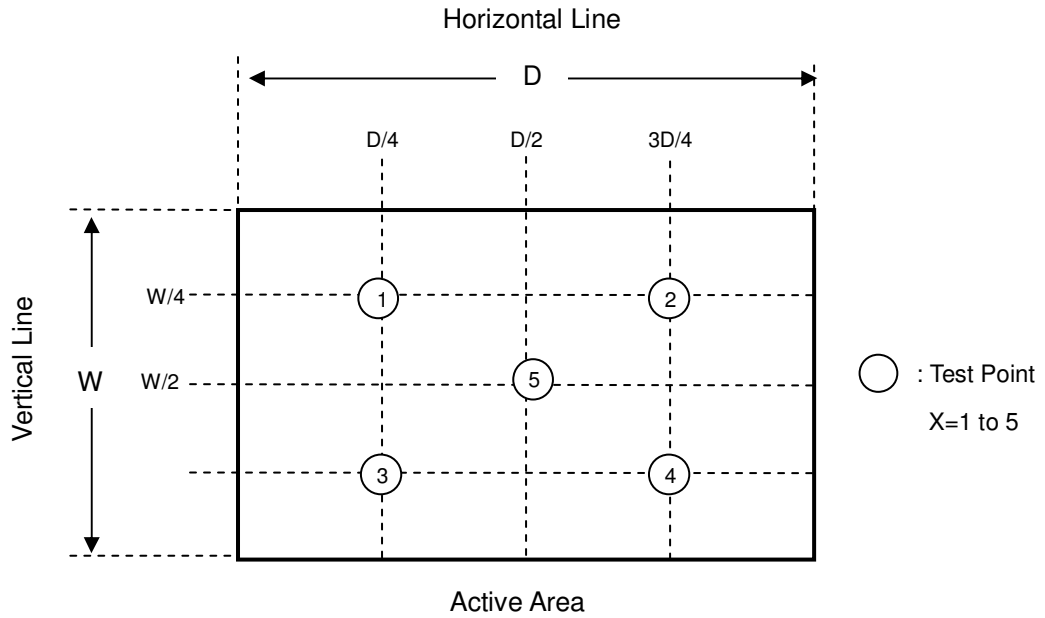 Horizontal Line
D
D/4 D/2 3D/4
W/4
1 2
Vertical Line
W
W/2
5
: Test Point
X=1 to 5
3 4
Active Area